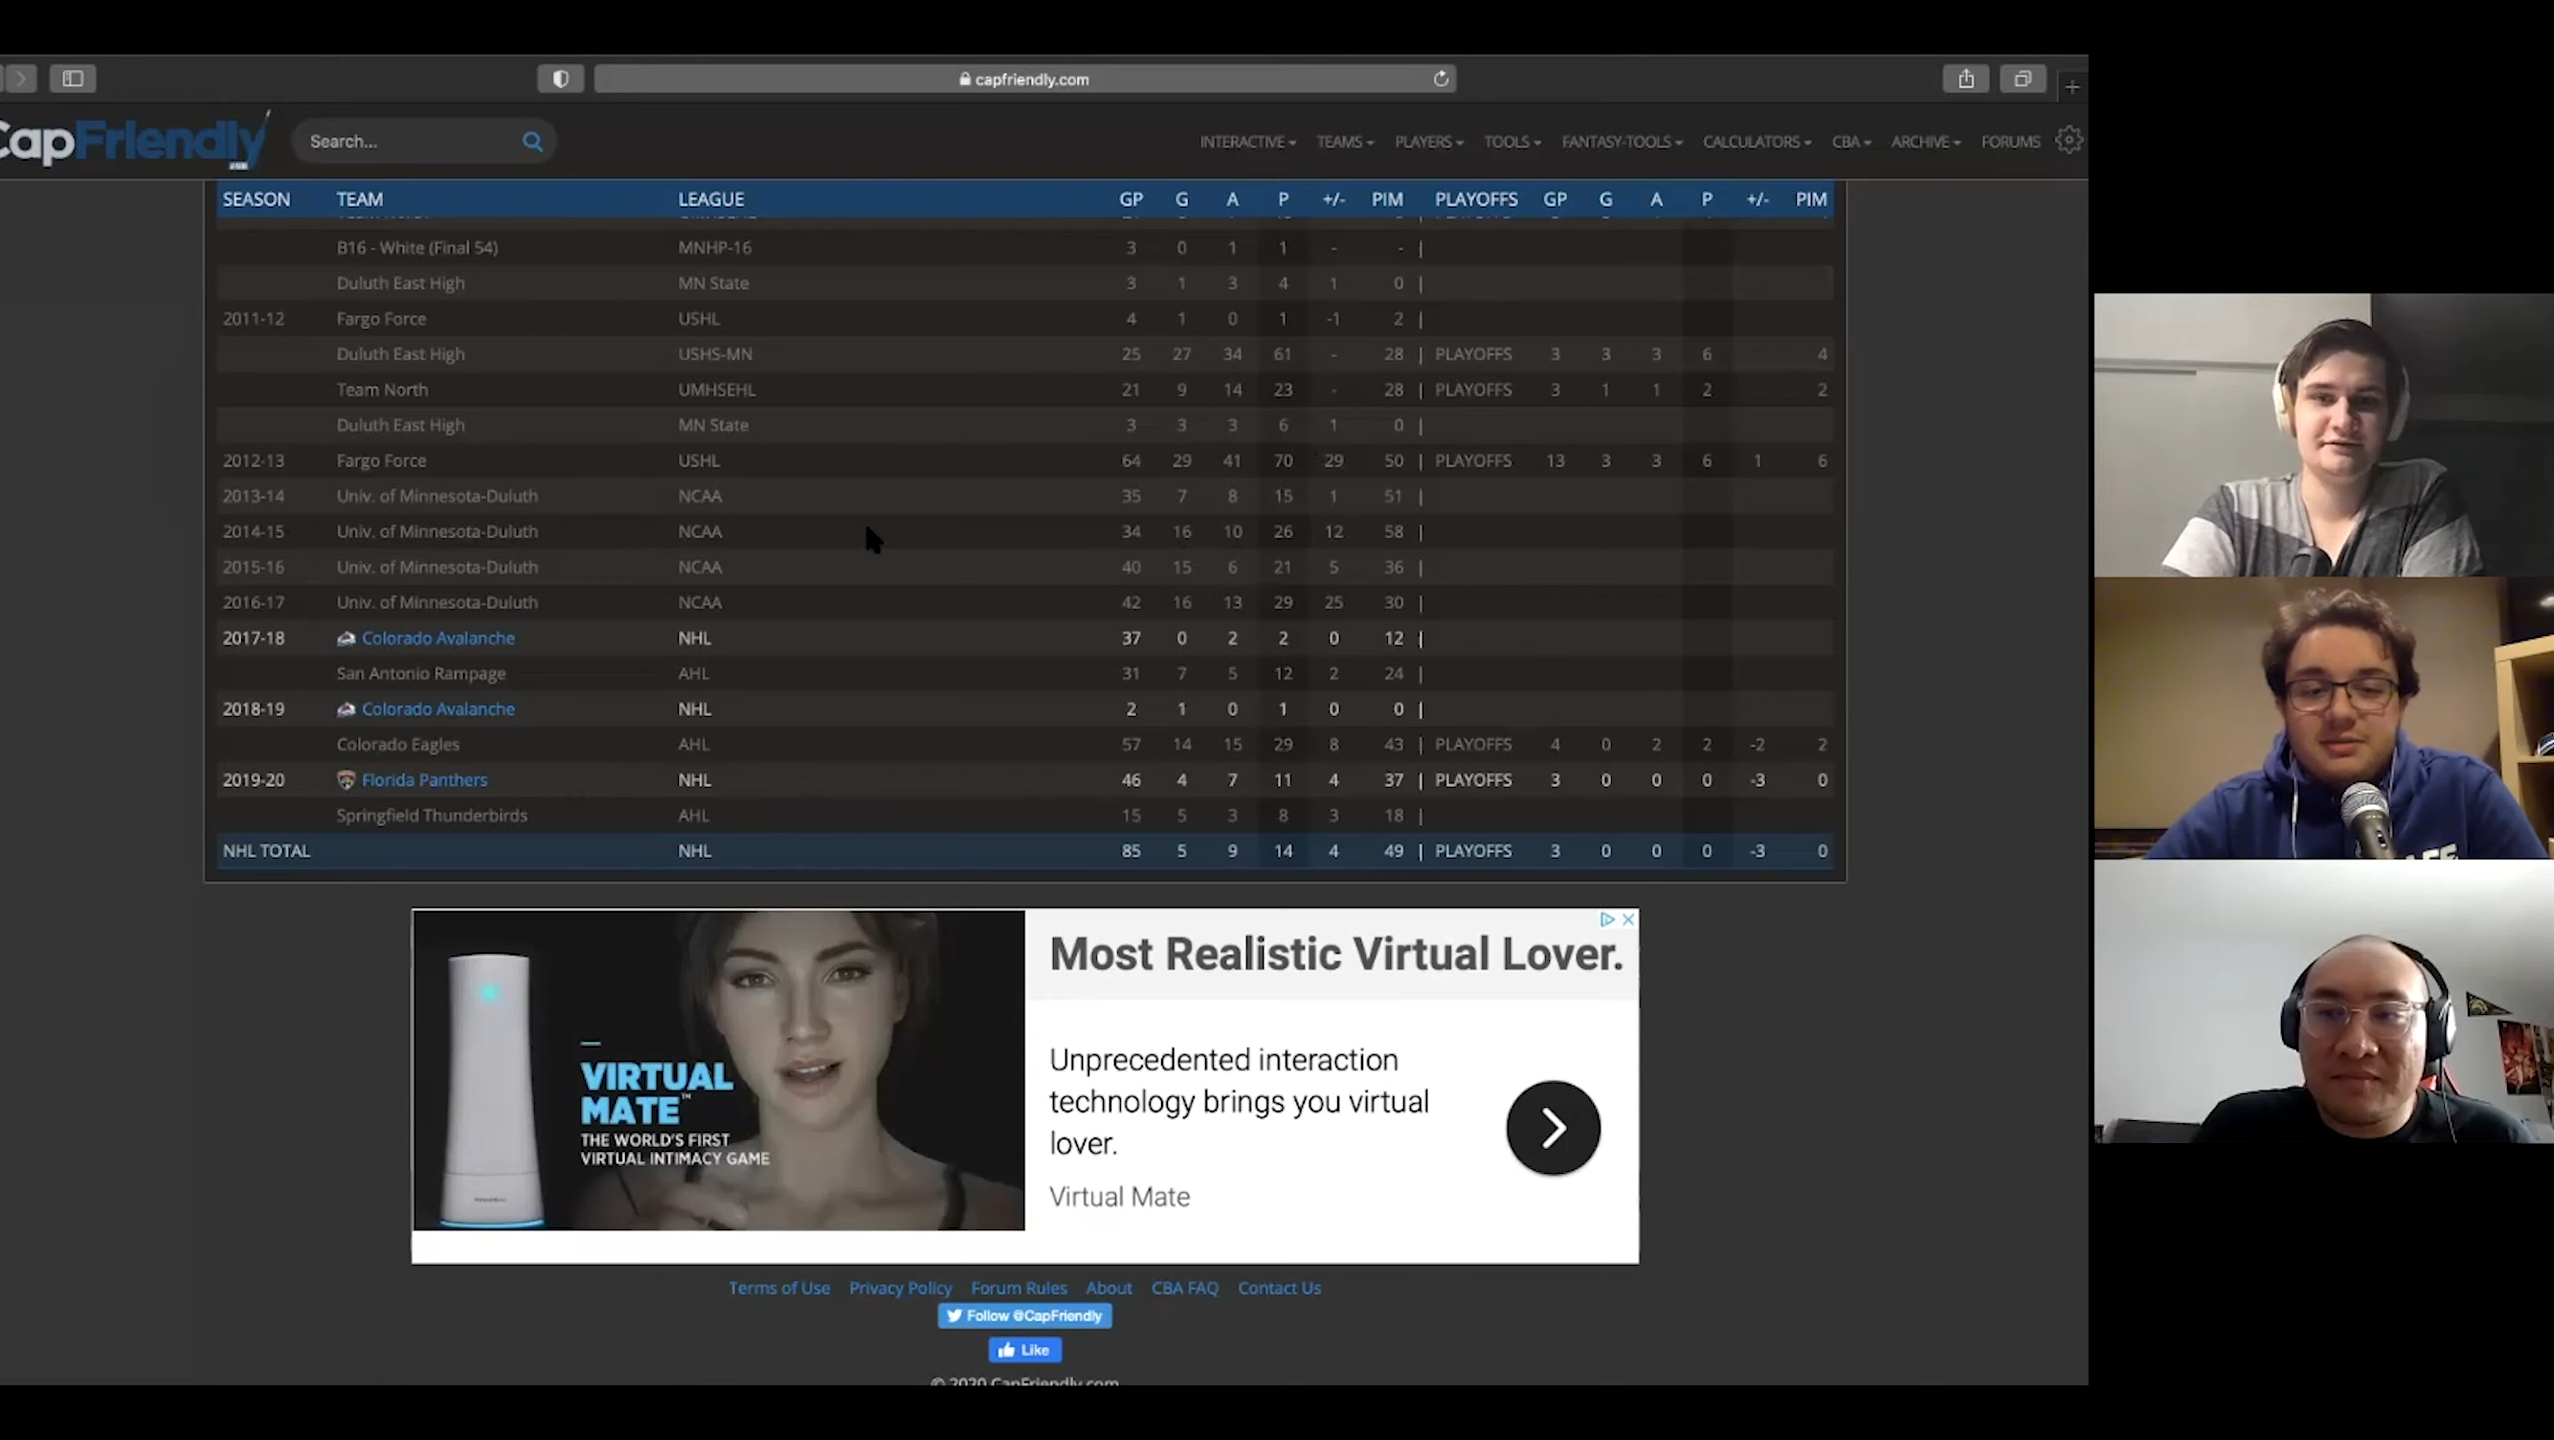 capfriendly.com
CapFriendly
Search...
INTERACTIVE TEAMS PLAYERS TOOLS FANTASY-TOOLS CALCULATORS CBA ARCHIVE FORUMS
SEASON TEAM LEAGUE GP G A P +/- PIM PLAYOFFS GP G A P +/- PIM
B16 - White (Final 54) MNHP-16 3 0 1 1 - - |
Duluth East High MN State 3 1 3 4 1 0 |
2011-12 Fargo Force USHL 4 1 0 1 -1 2 |
Duluth East High USHS-MN 25 27 34 61 - 28 | PLAYOFFS 3 3 3 6 4
Team North UMHSEHL 21 9 14 23 - 28 | PLAYOFFS 3 1 1 2 2
Duluth East High MN State 3 3 3 6 1 0 |
2012-13 Fargo Force USHL 64 29 41 70 29 50 | PLAYOFFS 13 3 3 6 1 6
2013-14 Univ. of Minnesota-Duluth NCAA 35 7 8 15 1 51 |
2014-15 Univ. of Minnesota-Duluth NCAA 34 16 10 26 12 58 |
2015-16 Univ. of Minnesota-Duluth NCAA 40 15 6 21 5 36 |
2016-17 Univ. of Minnesota-Duluth NCAA 42 16 13 29 25 30 |
2017-18 Colorado Avalanche NHL 37 0 2 2 0 12 |
San Antonio Rampage AHL 31 7 5 12 2 24 |
2018-19 Colorado Avalanche NHL 2 1 0 1 0 0 |
Colorado Eagles AHL 57 14 15 29 8 43 | PLAYOFFS 4 0 2 2 -2 2
2019-20 Florida Panthers NHL 46 4 7 11 4 37 | PLAYOFFS 3 0 0 0 -3 0
Springfield Thunderbirds AHL 15 5 3 8 3 18 |
NHL TOTAL NHL 85 5 9 14 4 49 | PLAYOFFS 3 0 0 0 -3 0
VIRTUAL
MATE™
THE WORLD'S FIRST
VIRTUAL INTIMACY GAME
Most Realistic Virtual Lover.
Unprecedented interaction
technology brings you virtual
lover.
Virtual Mate
Terms of Use Privacy Policy Forum Rules About CBA FAQ Contact Us
Follow @CapFriendly
Like
© 2020 CapFriendly.com